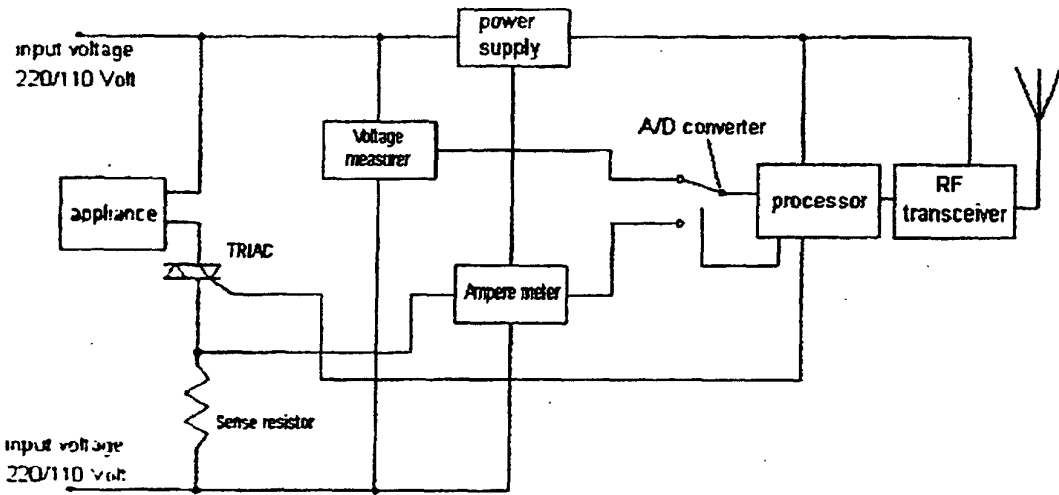 power
supply
input voltage
220/110 Volt
A/D converter
Voltage
measurer
appliance
processor
RF
transceiver
TRIAC
Ampere meter
Sense resistor
input voltage
220/110 Volt